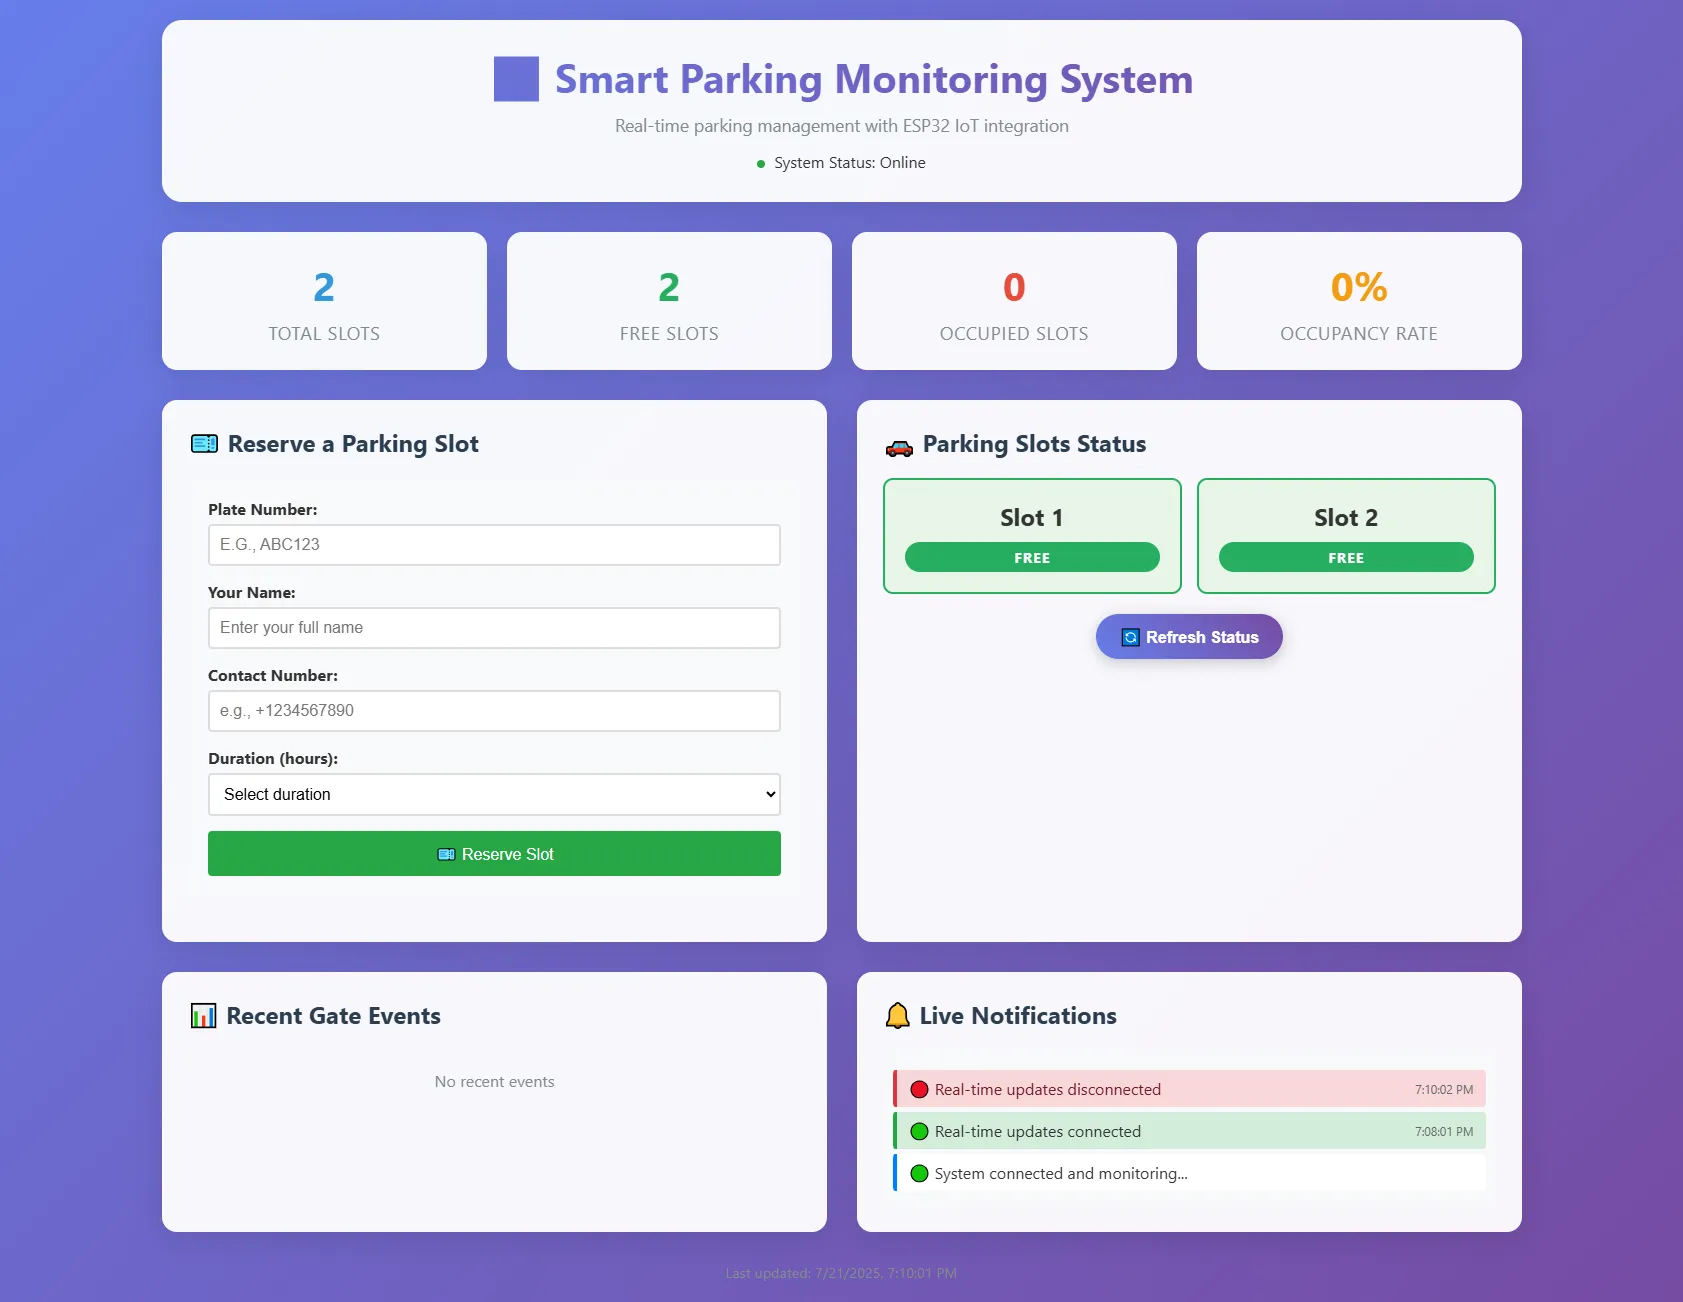 Smart Parking Monitoring System
Real-time parking management with ESP32 IoT integration
System Status: Online
2
TOTAL SLOTS
2
FREE SLOTS
0
OCCUPIED SLOTS
0%
OCCUPANCY RATE
Reserve a Parking Slot
Plate Number:
E.G., ABC123
Your Name:
Enter your full name
Contact Number:
e.g., +1234567890
Duration (hours):
Select duration
Reserve Slot
Parking Slots Status
Slot 1
FREE
Slot 2
FREE
Refresh Status
Recent Gate Events
No recent events
Live Notifications
Real-time updates disconnected 7:10:02 PM
Real-time updates connected 7:08:01 PM
System connected and monitoring...
Last updated: 7/21/2025, 7:10:01 PM